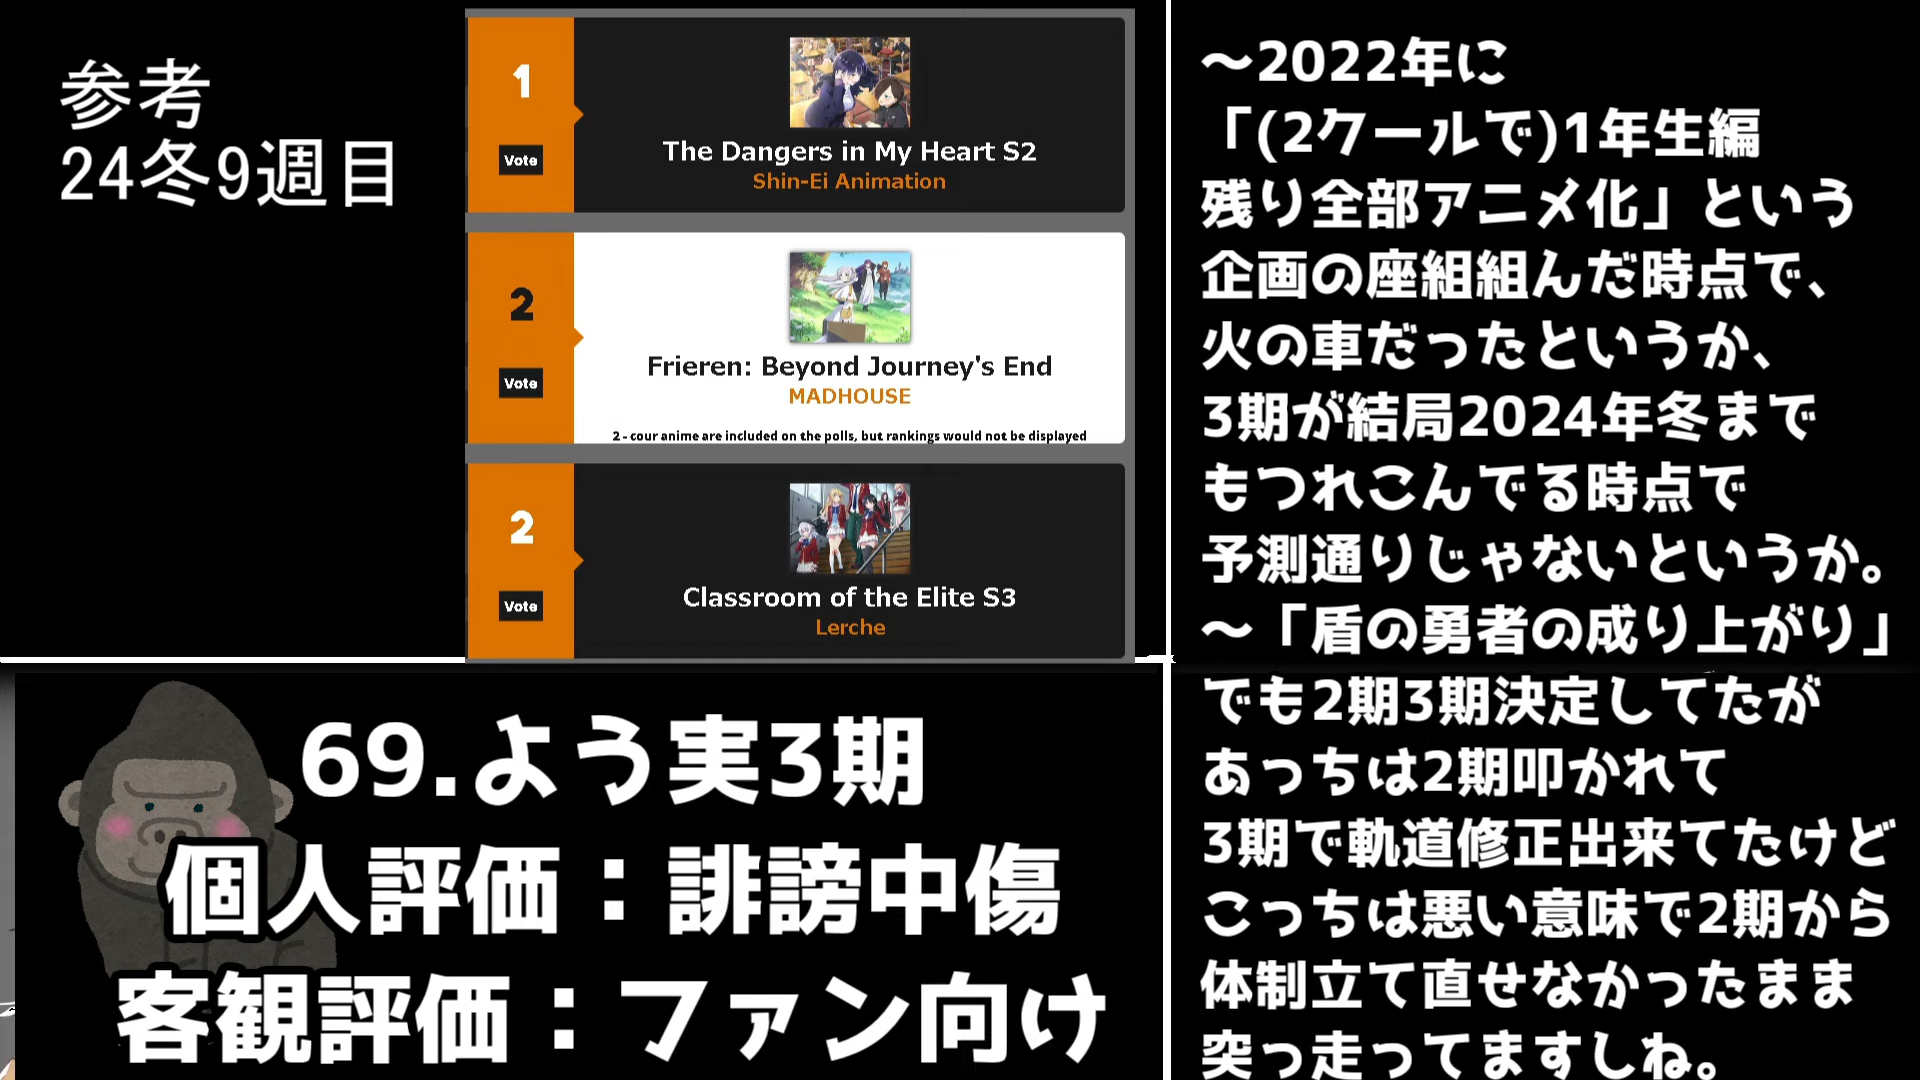 参考
24冬9週目
1
Vote
The Dangers in My Heart S2
Shin-Ei Animation
2
Vote
Frieren: Beyond Journey's End
MADHOUSE
2 - cour anime are included on the polls, but rankings would not be displayed
2
Vote
Classroom of the Elite S3
Lerche
69.よう実3期
個人評価：誹謗中傷
客観評価：ファン向け
～2022年に
「(2クールで)1年生編
残り全部アニメ化」という
企画の座組組んだ時点で、
火の車だったというか、
3期が結局2024年冬まで
もつれこんでる時点で
予測通りじゃないというか。
～「盾の勇者の成り上がり」
でも2期3期決定してたが
あっちは2期叩かれて
3期で軌道修正出来てたけど
こっちは悪い意味で2期から
体制立て直せなかったまま
突っ走ってますしね。